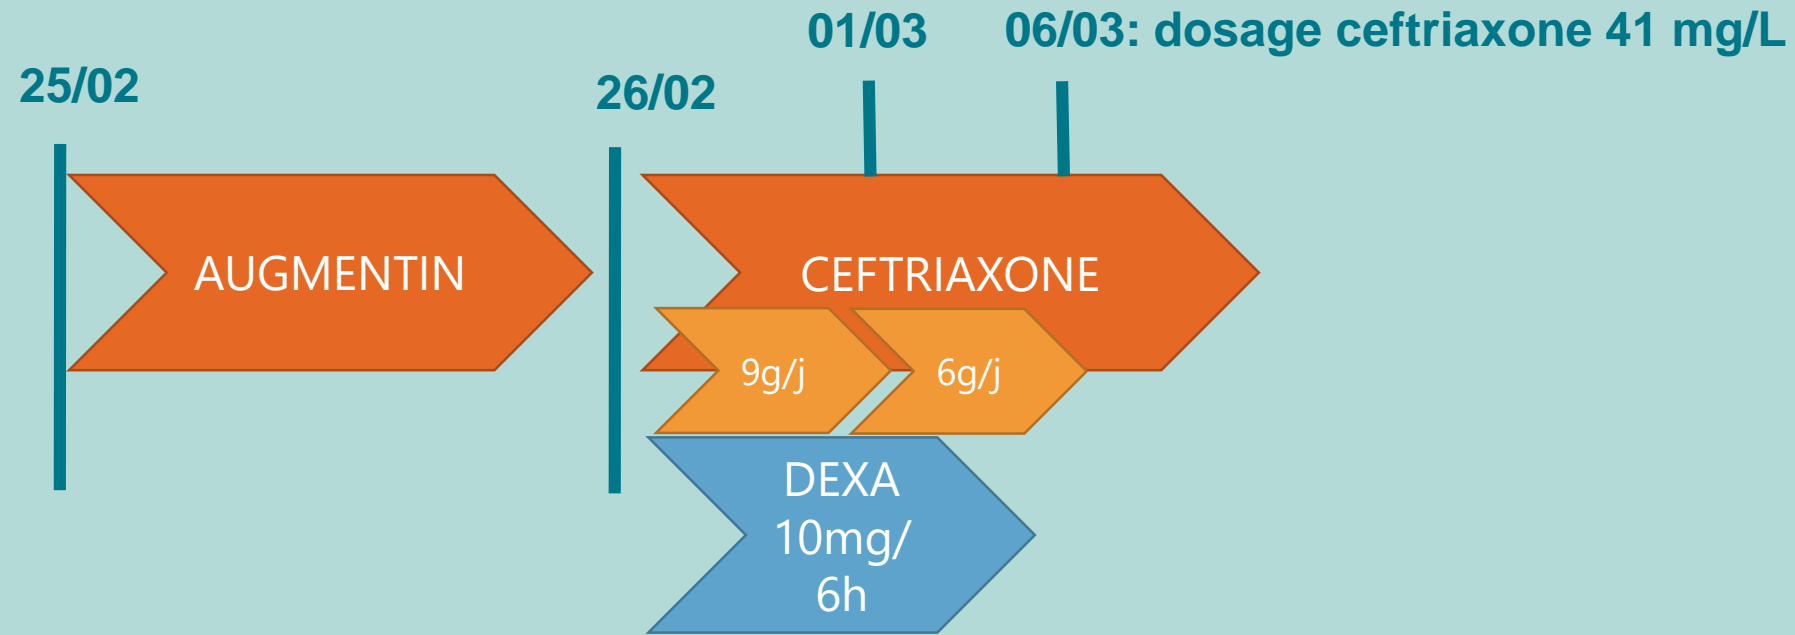 25/02
26/02
01/03
06/03: dosage ceftriaxone 41 mg/L
AUGMENTIN
CEFTRIAXONE
9g/j
6g/j
DEXA
10mg/
6h